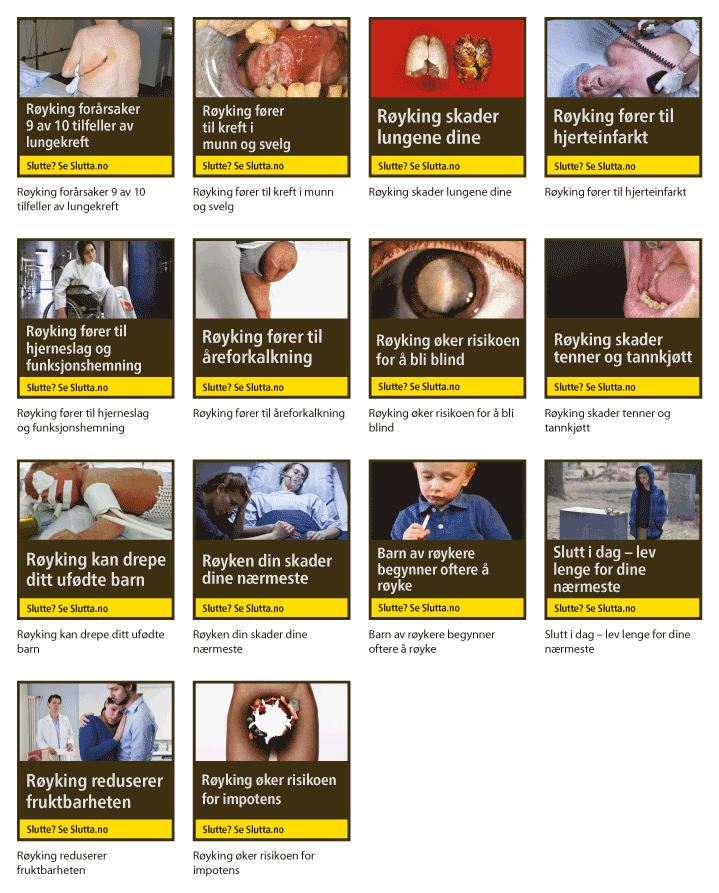 Røyking forårsaker
9 av 10 tilfeller av
lungekreft
Slutte? Se Slutta.no
Røyking forårsaker 9 av 10
tilfeller av lungekreft
Røyking fører
til kreft i
munn og svelg
Slutte? Se Slutta.no
Røyking fører til kreft i munn
og svelg
Røyking skader
lungene dine
Slutte? Se Slutta.no
Røyking skader lungene dine
Røyking fører til
hjerteinfarkt
Slutte? Se Slutta.no
Røyking fører til hjerteinfarkt
Røyking fører til
hjerneslag og
funksjonshemning
Slutte? Se Slutta.no
Røyking fører til hjerneslag
og funksjonshemning
Røyking fører til
åreforkalkning
Slutte? Se Slutta.no
Røyking fører til åreforkalkning
Røyking øker risikoen
for å bli blind
Slutte? Se Slutta.no
Røyking øker risikoen for å bli
blind
Røyking skader
tenner og tannkjøtt
Slutte? Se Slutta.no
Røyking skader tenner og
tannkjøtt
Røyking kan drepe
ditt ufødte barn
Slutte? Se Slutta.no
Røyking kan drepe ditt ufødte
barn
Røyken din skader
dine nærmeste
Slutte? Se Slutta.no
Røyken din skader dine
nærmeste
Barn av røykere
begynner oftere å
røyke
Slutte? Se Slutta.no
Barn av røykere begynner
oftere å røyke
Slutt i dag – lev
lenge for dine
nærmeste
Slutte? Se Slutta.no
Slutt i dag – lev lenge for dine
nærmeste
Røyking reduserer
fruktbarheten
Slutte? Se Slutta.no
Røyking reduserer
fruktbarheten
Røyking øker risikoen
for impotens
Slutte? Se Slutta.no
Røyking øker risikoen for
impotens